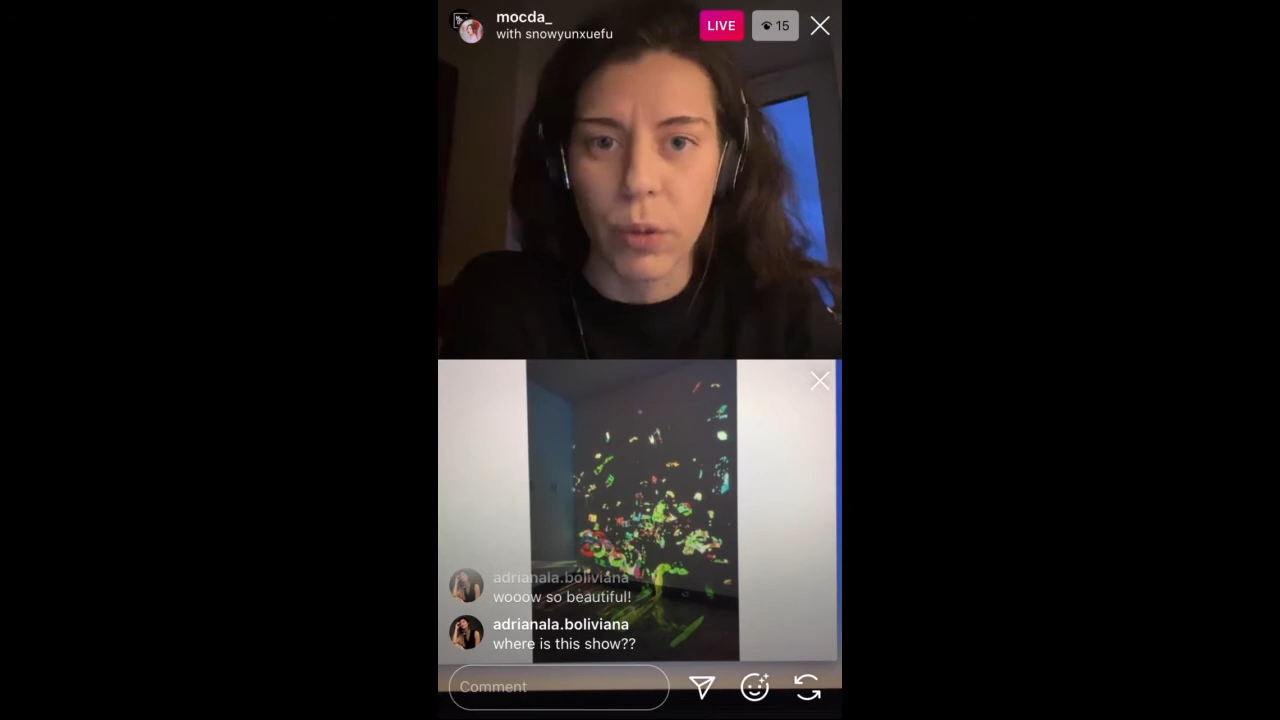 mocda_
with snowyunxuefu
LIVE
15
adrianala.boliviana
wooow so beautiful!
adrianala.boliviana
where is this show??
Comment